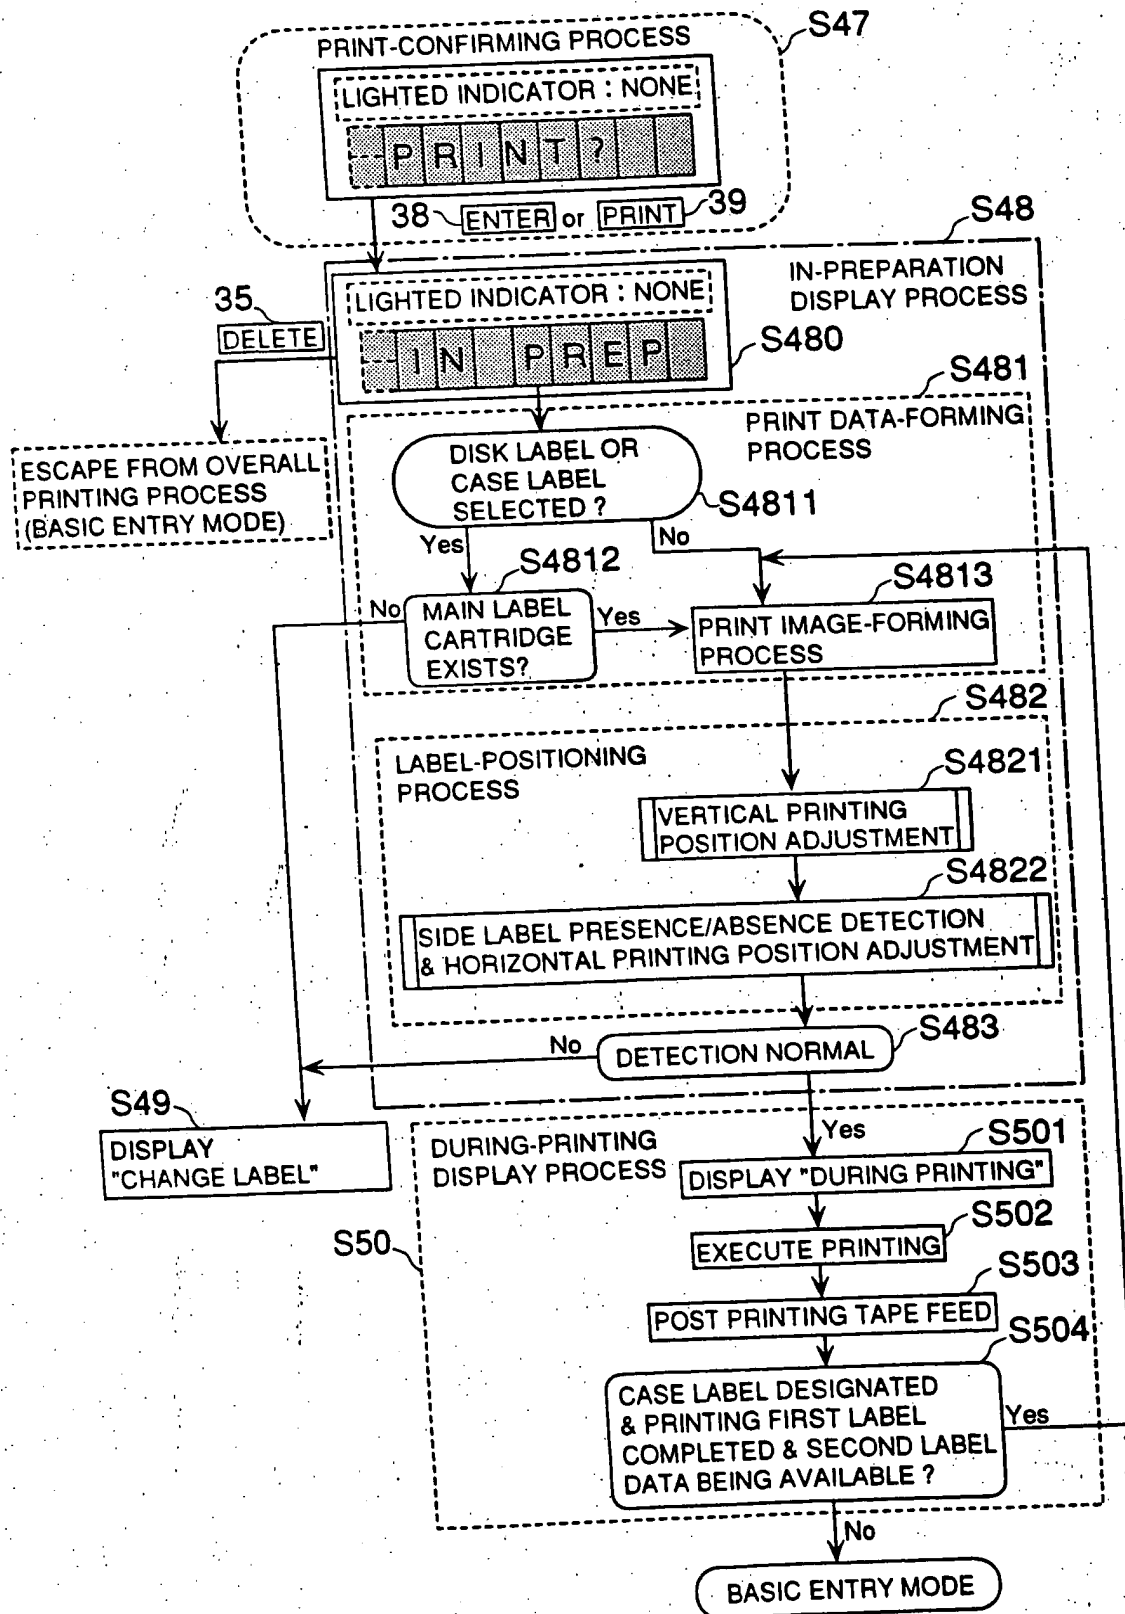 S47
PRINT-CONFIRMING PROCESS
LIGHTED INDICATOR : NONE
PRINT?
38 ENTER or PRINT 39
S48
IN-PREPARATION
DISPLAY PROCESS
35
DELETE
LIGHTED INDICATOR : NONE
IN PREP
S480
S481
PRINT DATA-FORMING
PROCESS
ESCAPE FROM OVERALL
PRINTING PROCESS
(BASIC ENTRY MODE)
DISK LABEL OR
CASE LABEL
SELECTED ?
S4811
Yes
No
S4812
S4813
No
MAIN LABEL
CARTRIDGE
EXISTS?
Yes
PRINT IMAGE-FORMING
PROCESS
S482
LABEL-POSITIONING
PROCESS
S4821
VERTICAL PRINTING
POSITION ADJUSTMENT
S4822
SIDE LABEL PRESENCE/ABSENCE DETECTION
& HORIZONTAL PRINTING POSITION ADJUSTMENT
S483
No
DETECTION NORMAL
S49
DISPLAY
"CHANGE LABEL"
Yes
DURING-PRINTING
DISPLAY PROCESS
S501
DISPLAY "DURING PRINTING"
S50
S502
EXECUTE PRINTING
S503
POST PRINTING TAPE FEED
S504
CASE LABEL DESIGNATED
& PRINTING FIRST LABEL
COMPLETED & SECOND LABEL
DATA BEING AVAILABLE ?
Yes
No
BASIC ENTRY MODE